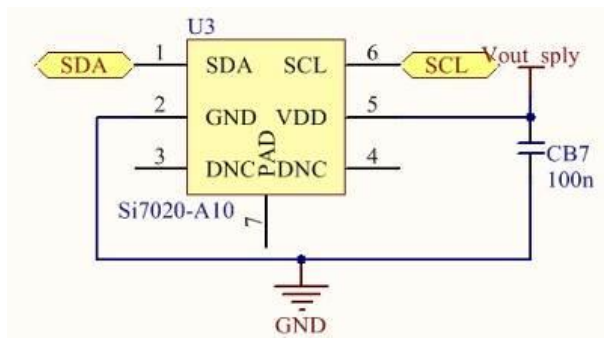 U3
SDA 1 SDA SCL 6 SCL Vout_sply
2 GND VDD 5
3 DNC PAD DNC 4
CB7
100n
Si7020-A10
7
GND